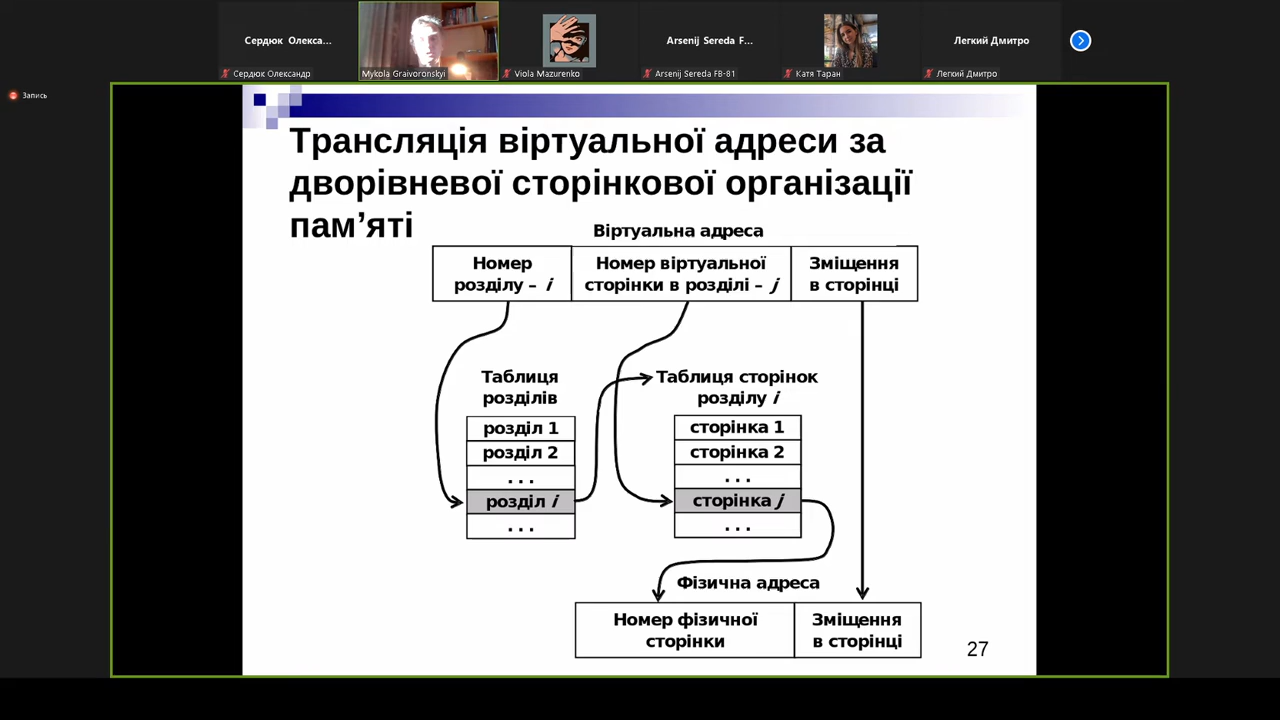 Сердюк Олекса...
Arsenij Sereda F...
Легкий Дмитро
Сердюк Олександр
Mykola Graivoronskyi
Viola Mazurenko
Arsenij Sereda FB-81
Катя Таран
Легкий Дмитро
Запись
Трансляція віртуальної адреси за
дворівневої сторінкової організації
пам’яті
Віртуальна адреса
Номер
розділу – i
Номер віртуальної
сторінки в розділі – j
Зміщення
в сторінці
Таблиця
розділів
розділ 1
розділ 2
. . .
розділ i
. . .
Таблиця сторінок
розділу i
сторінка 1
сторінка 2
. . .
сторінка j
. . .
Фізична адреса
Номер фізичної
сторінки
Зміщення
в сторінці
27